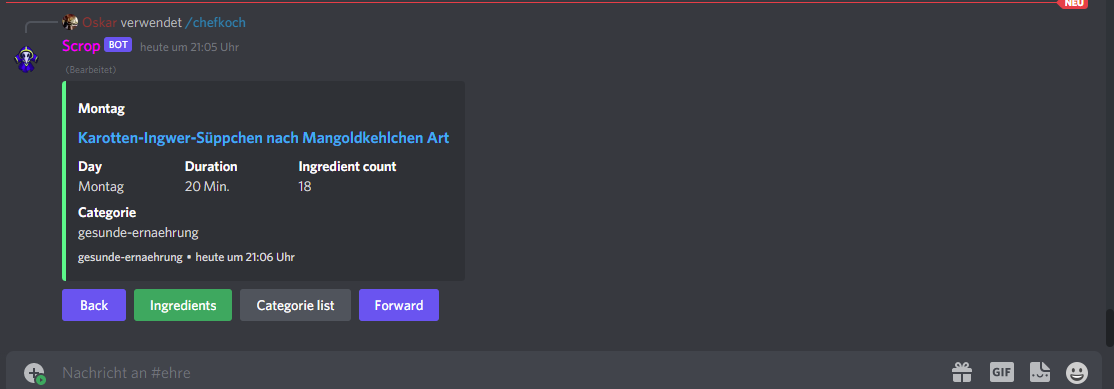 NEU
Oskar verwendet /chefkoch
Scrop BOT heute um 21:05 Uhr
(Bearbeitet)
Montag
Karotten-Ingwer-Süppchen nach Mangoldkehlchen Art
Day Duration Ingredient count
Montag 20 Min. 18
Categorie
gesunde-ernaehrung
gesunde-ernaehrung • heute um 21:06 Uhr
Back Ingredients Categorie list Forward
Nachricht an #ehre GIF